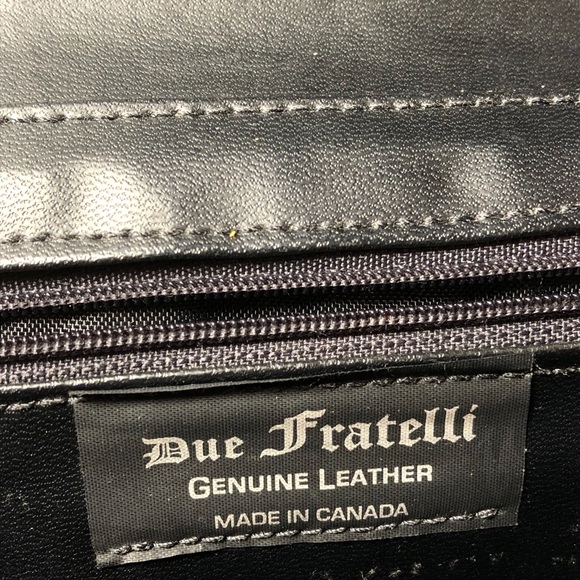 Due Fratelli
GENUINE LEATHER
MADE IN CANADA